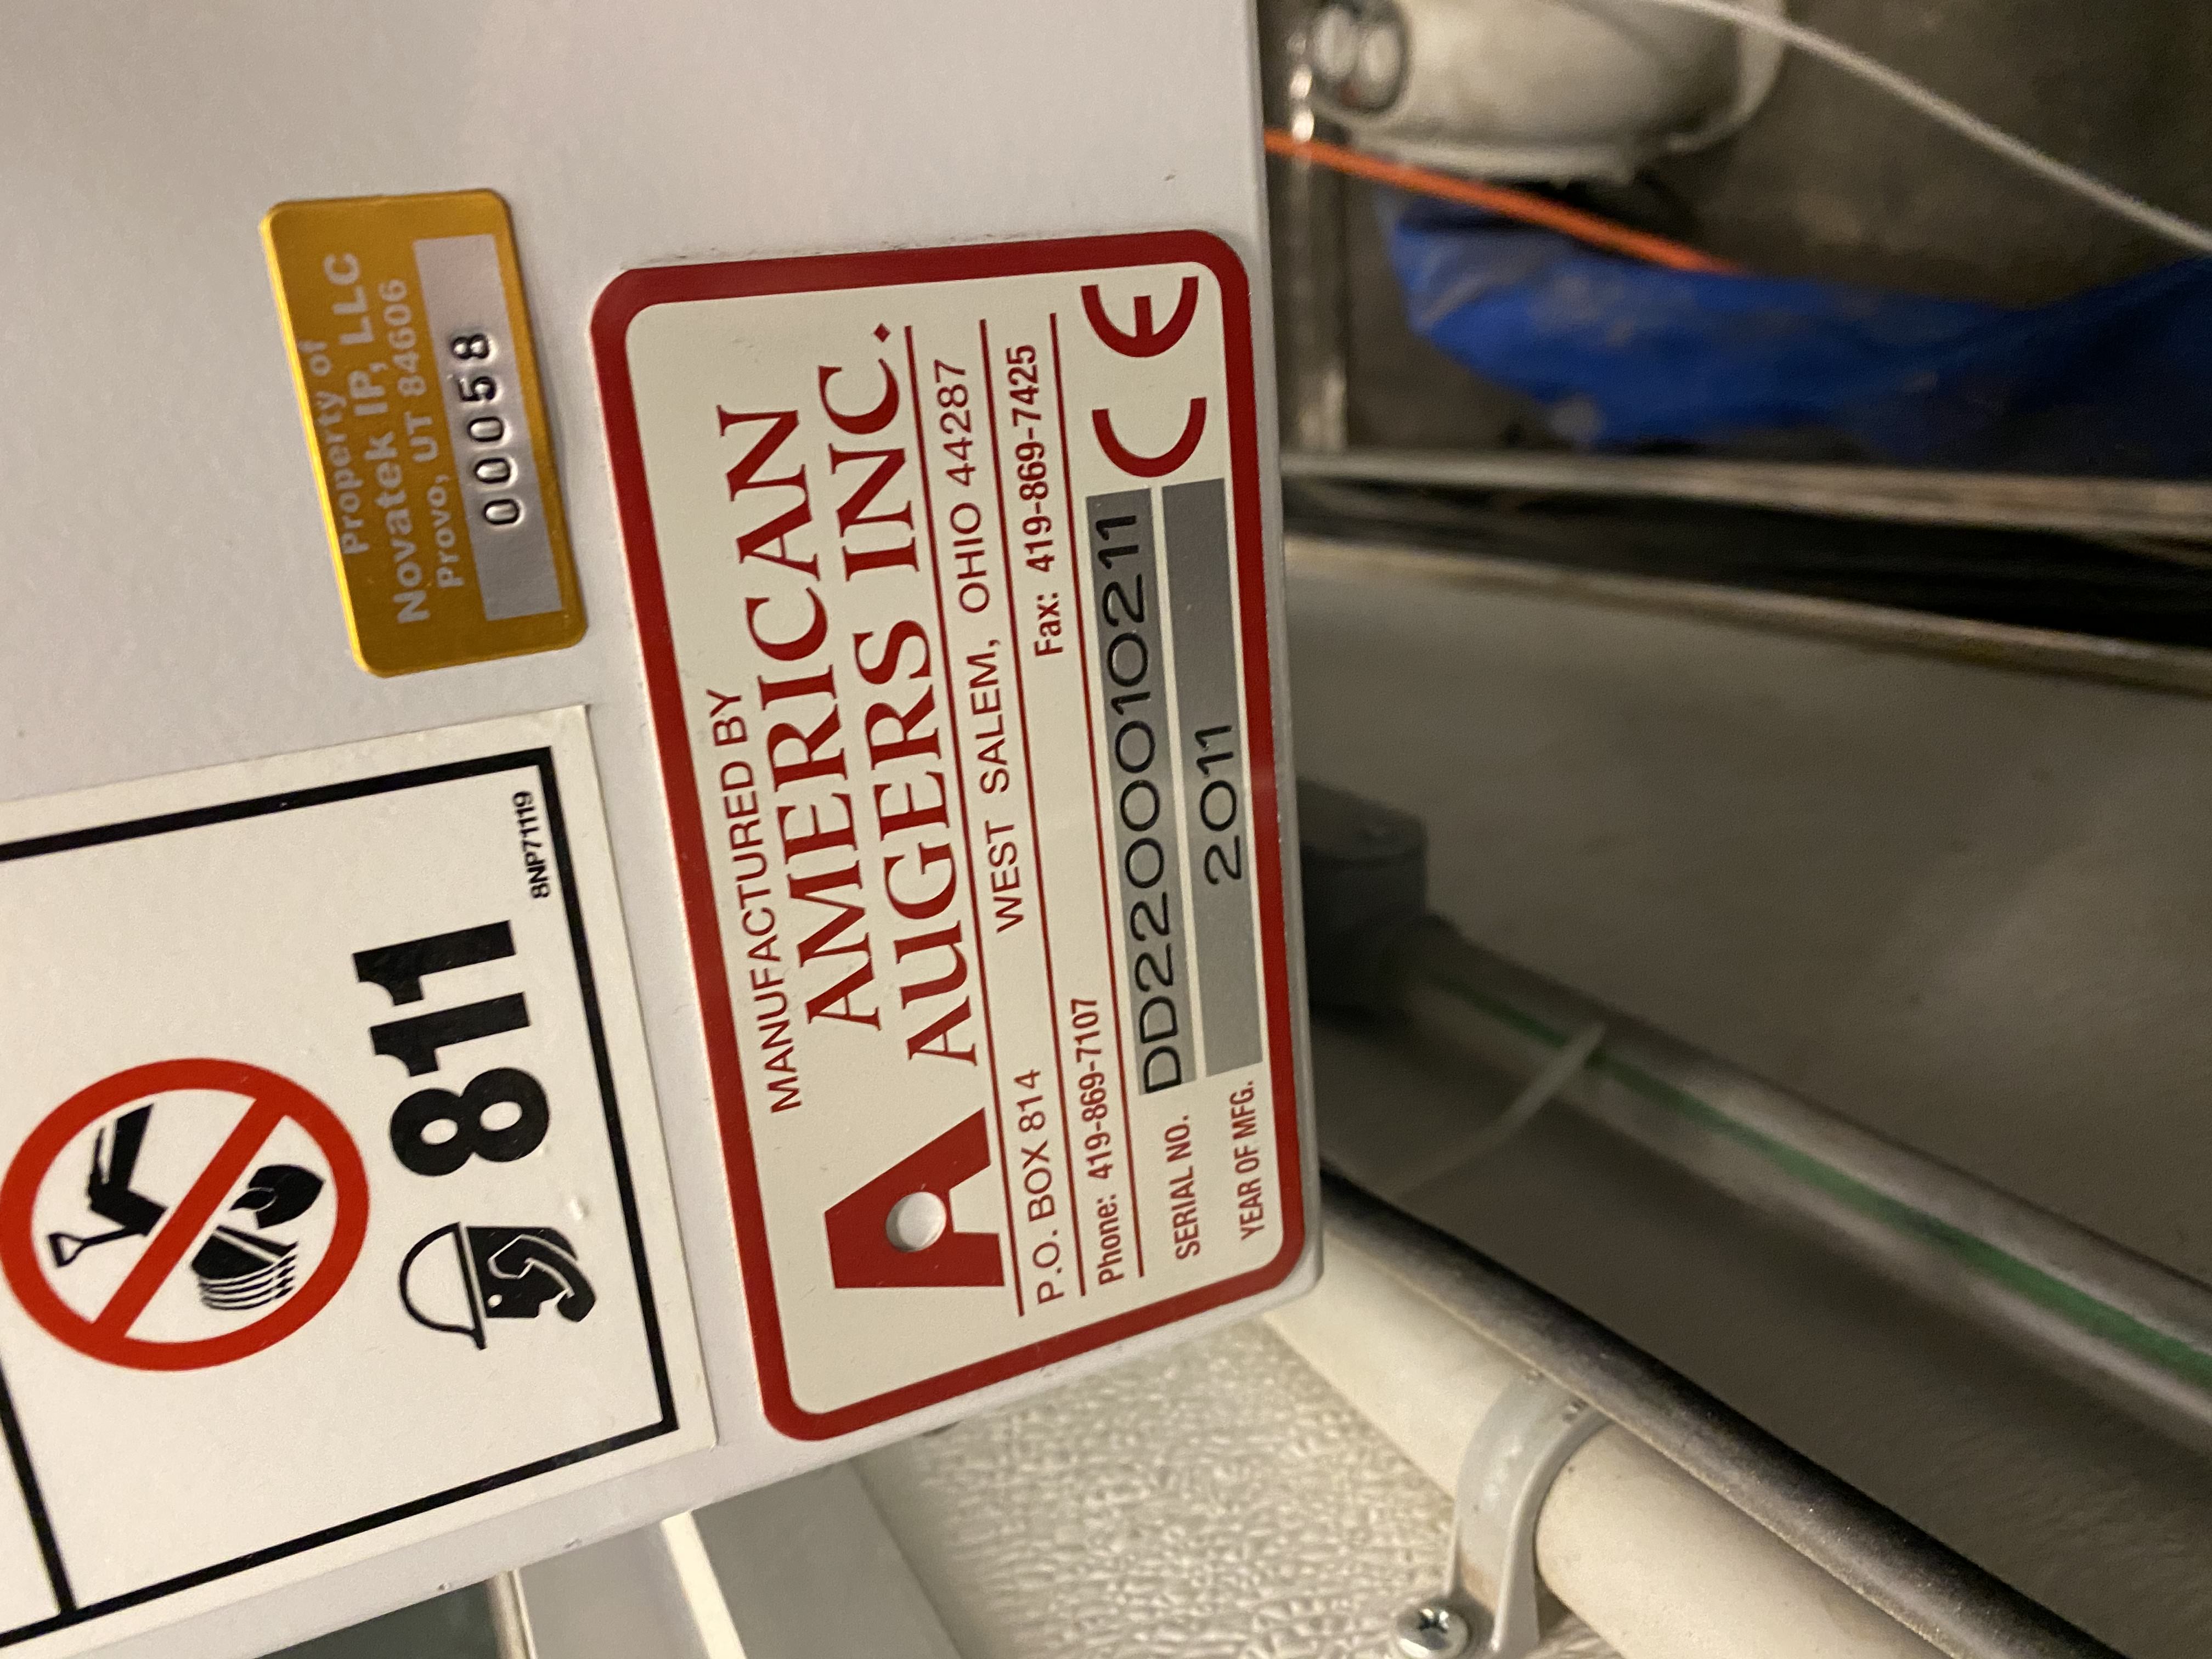 Property of
Novatek IP, LLC
Provo, UT 84606
00058
811
8NP71119
MANUFACTURED BY
AMERICAN
AUGERS INC.
P.O. BOX 814 WEST SALEM, OHIO 44287
Phone: 419-869-7107 Fax: 419-869-7425
SERIAL NO. DD2200010211
YEAR OF MFG. 2011
CE